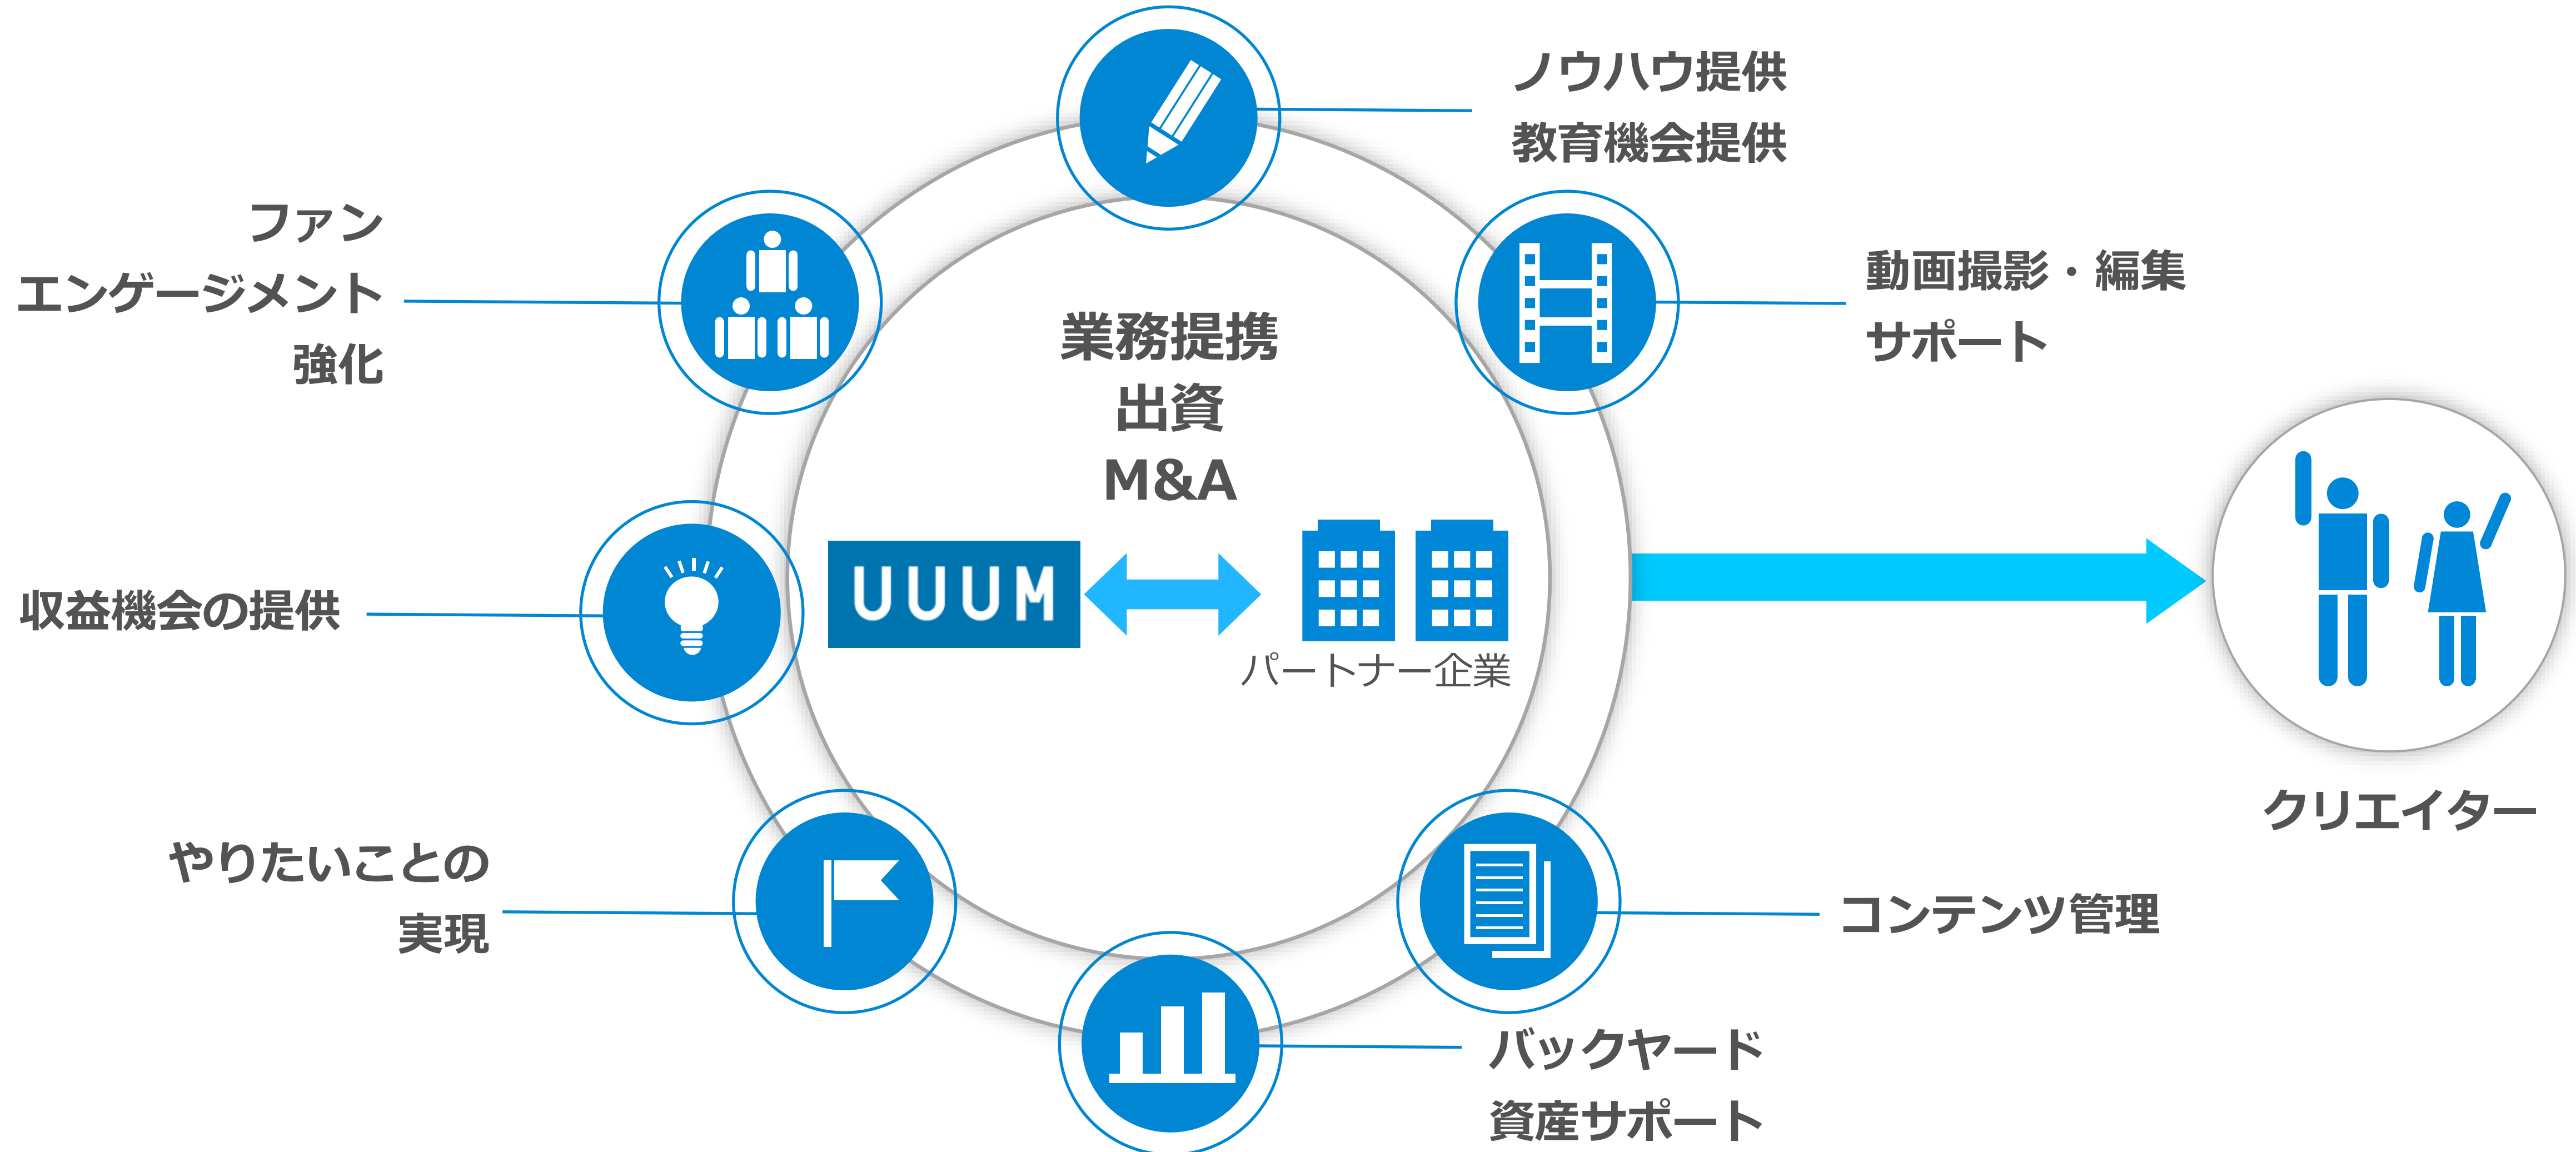 ノウハウ提供
教育機会提供
ファン
エンゲージメント
強化
動画撮影・編集
サポート
業務提携
出資
M&A
UUUM
パートナー企業
収益機会の提供
クリエイター
やりたいことの
実現
コンテンツ管理
バックヤード
資産サポート